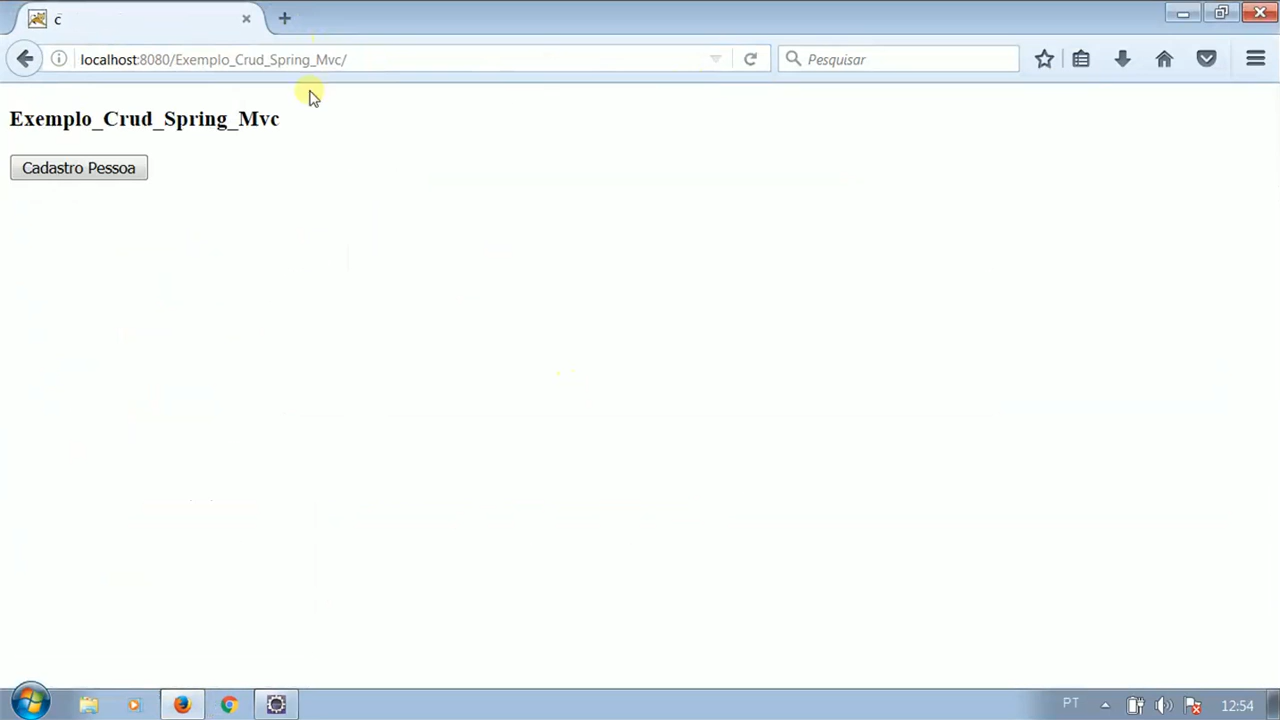 c
localhost:8080/Exemplo_Crud_Spring_Mvc/
Pesquisar
Exemplo_Crud_Spring_Mvc
Cadastro Pessoa
PT
12:54